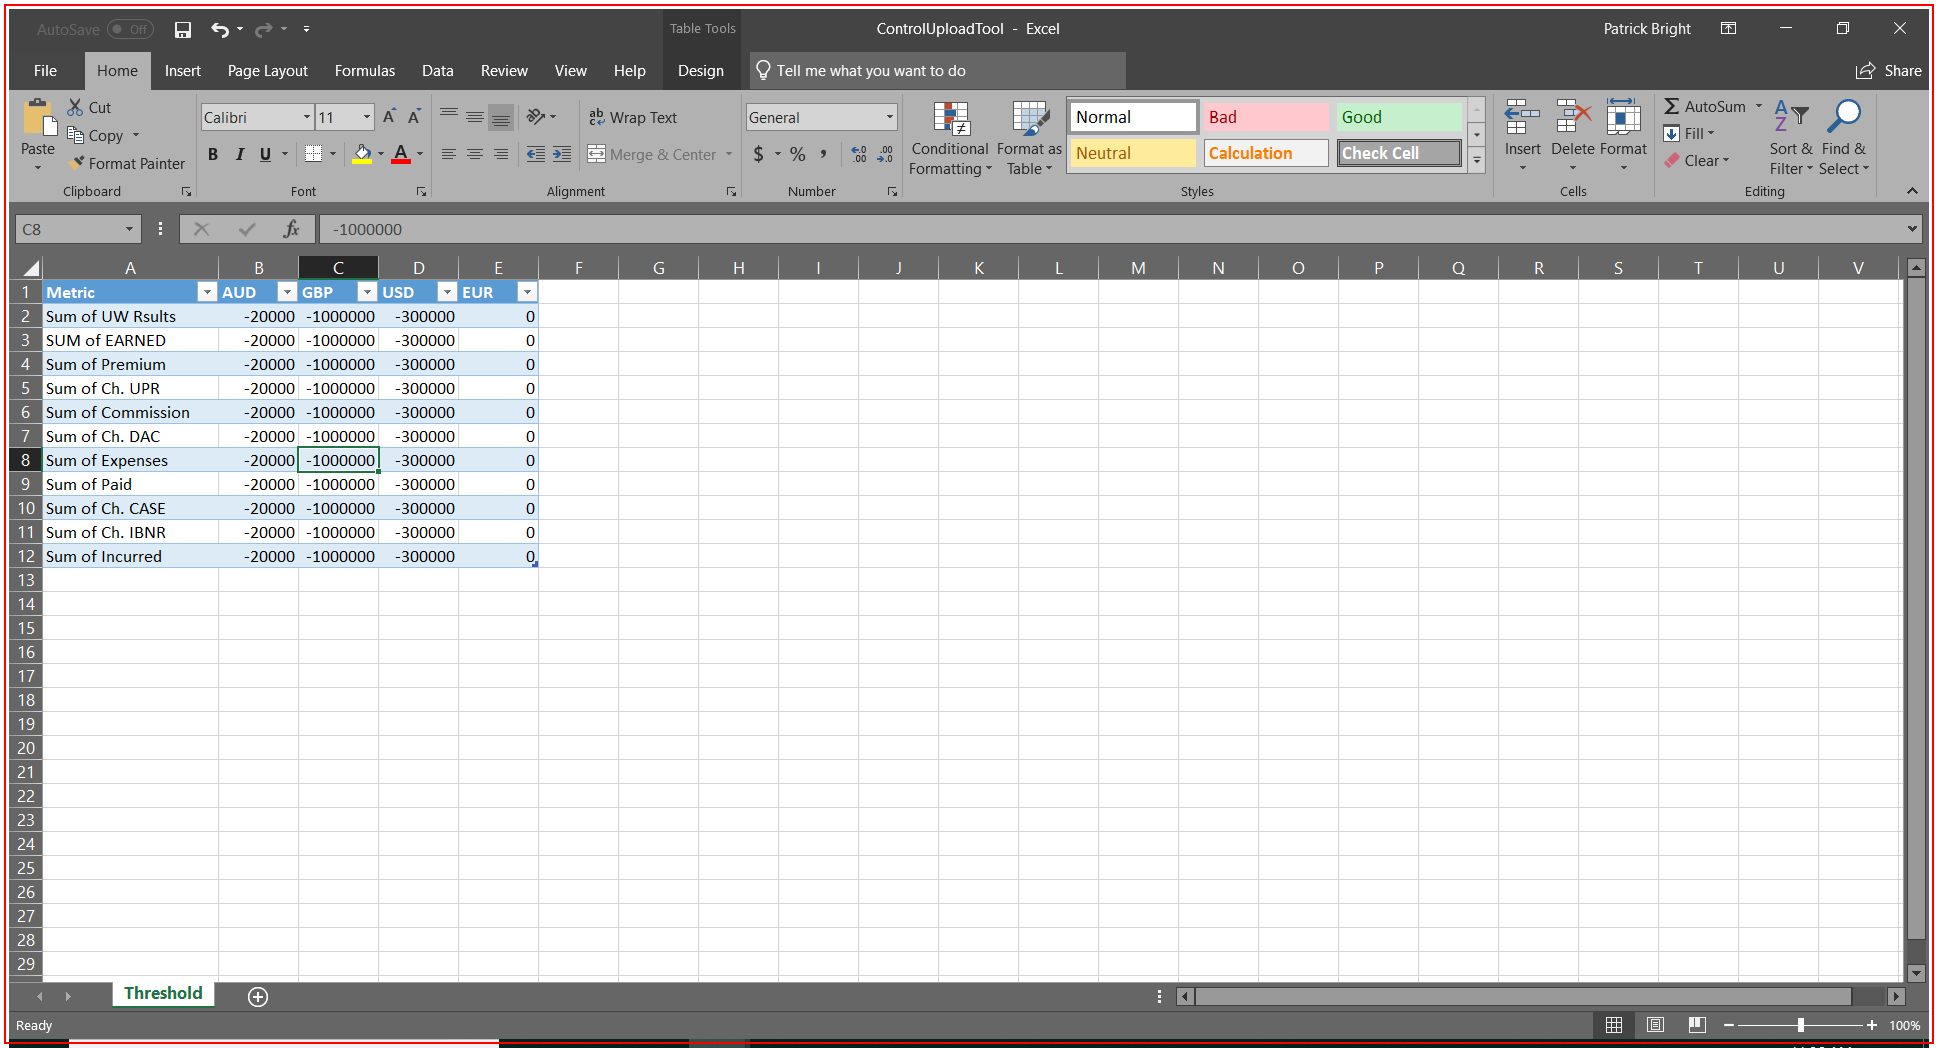 AutoSave Off Table Tools ControlUploadTool - Excel Patrick Bright
File Home Insert Page Layout Formulas Data Review View Help Design Tell me what you want to do Share
Cut Calibri 11 Wrap Text General Normal Bad Good AutoSum
Copy Fill
Paste B I U Merge & Center $ % Conditional Format as Neutral Calculation Check Cell Insert Delete Format Sort & Find &
Format Painter Formatting Table Clear Filter Select
Clipboard Font Alignment Number Styles Cells Editing
C8 fx -1000000
A B C D E F G H I J K L M N O P Q R S T U V
1 Metric AUD GBP USD EUR
2 Sum of UW Rsults -20000 -1000000 -300000 0
3 SUM of EARNED -20000 -1000000 -300000 0
4 Sum of Premium -20000 -1000000 -300000 0
5 Sum of Ch. UPR -20000 -1000000 -300000 0
6 Sum of Commission -20000 -1000000 -300000 0
7 Sum of Ch. DAC -20000 -1000000 -300000 0
8 Sum of Expenses -20000 -1000000 -300000 0
9 Sum of Paid -20000 -1000000 -300000 0
10 Sum of Ch. CASE -20000 -1000000 -300000 0
11 Sum of Ch. IBNR -20000 -1000000 -300000 0
12 Sum of Incurred -20000 -1000000 -300000 0
13
14
15
16
17
18
19
20
21
22
23
24
25
26
27
28
29
Threshold
Ready 100%